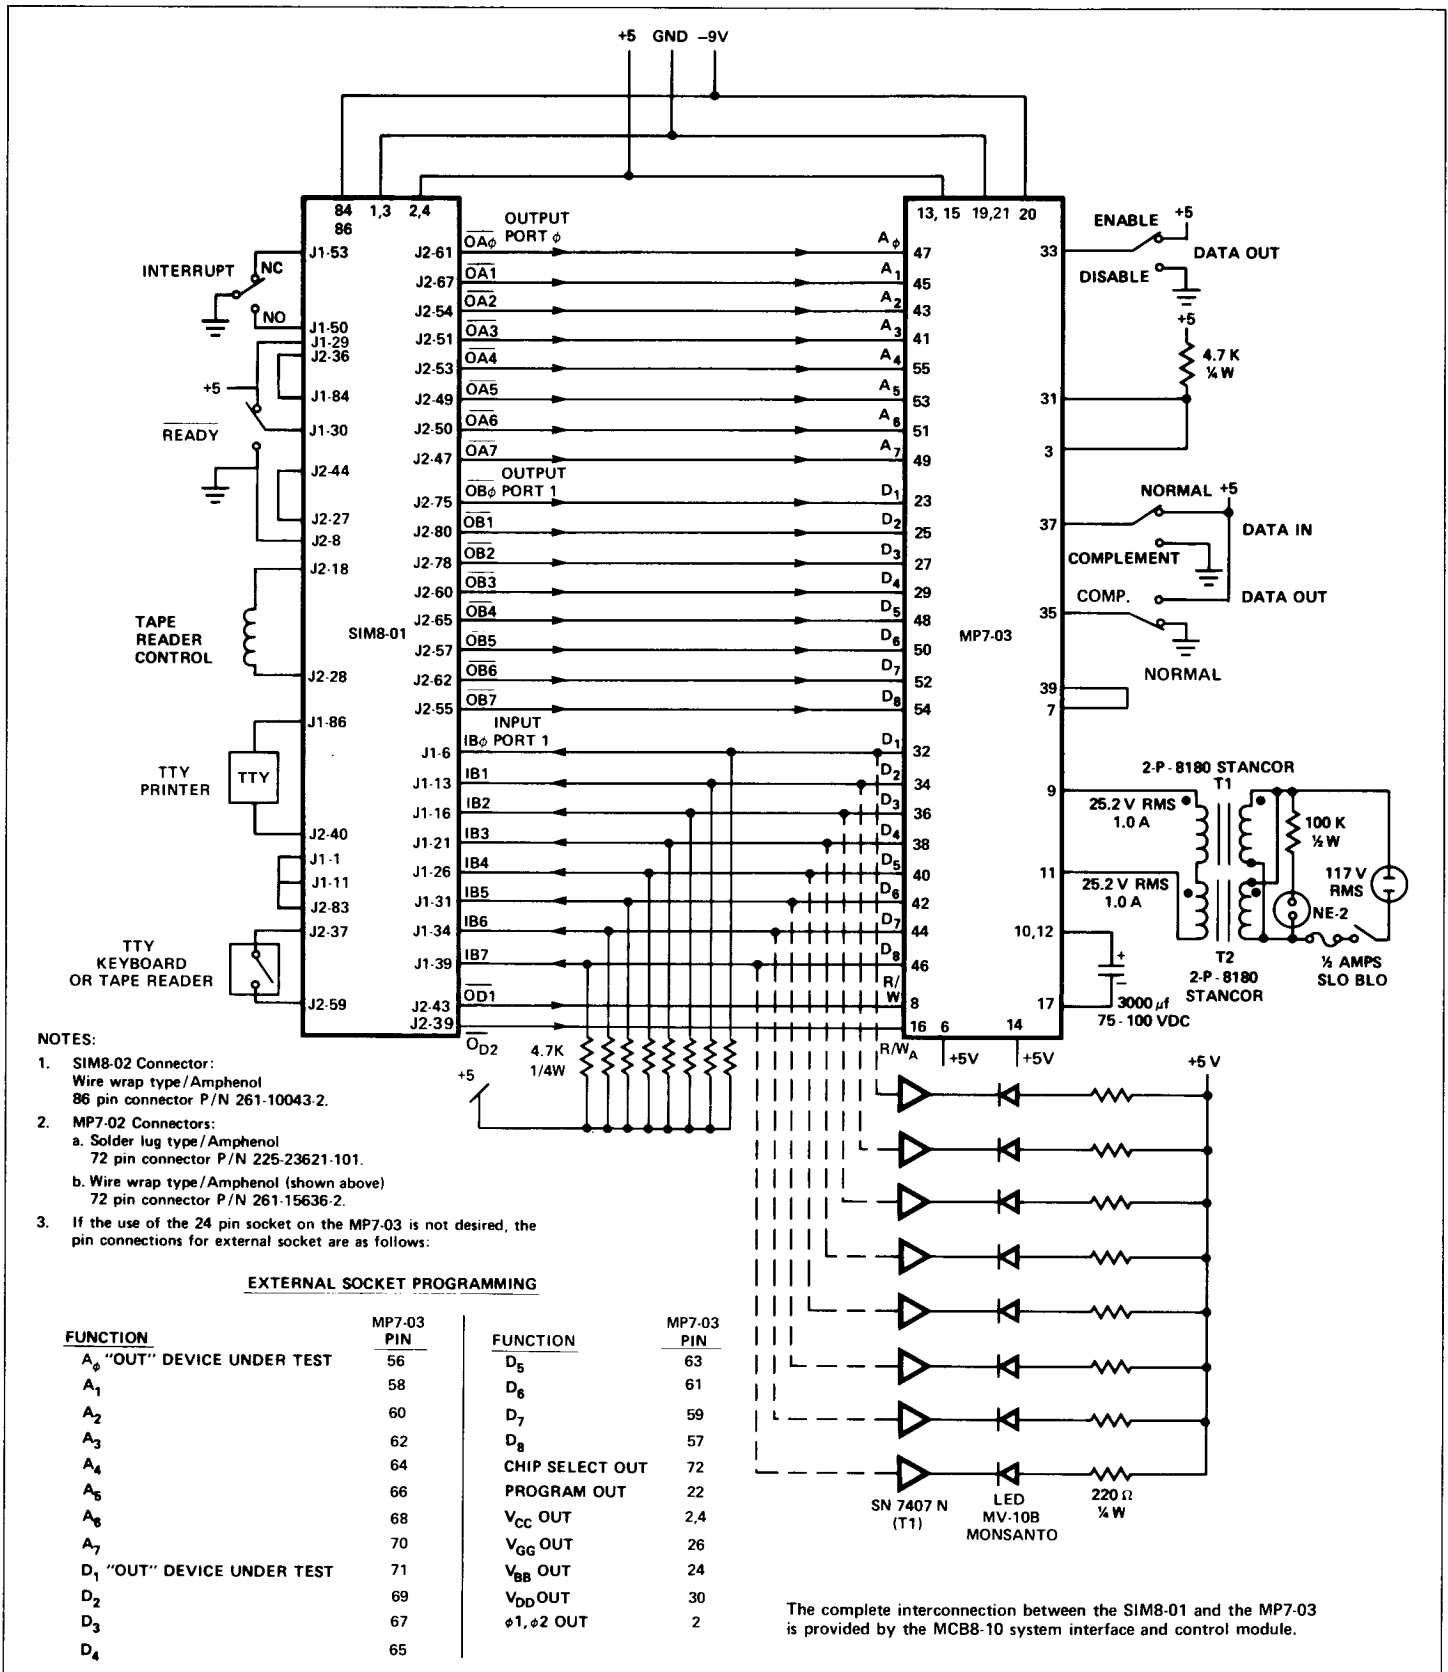 +5 GND −9V
84 1,3 2,4
86
13, 15 19,21 20
OUTPUT
PORT ϕ
J1-53 J2-61 OAϕ Aϕ 47
INTERRUPT NC
J2-67 OA1 A1 45
J2-54 OA2 A2 43
NO J1-50
J2-51 OA3 A3 41
J1-29
J2-36
J2-53 OA4 A4 55
+5 J1-84
J2-49 OA5 A5 53
READY J1-30
J2-50 OA6 A6 51
J2-47 OA7 A7 49
J2-44
OUTPUT
PORT 1
J2-75 OBϕ D1 23
J2-27
J2-80 OB1 D2 25
J2-8
J2-78 OB2 D3 27
J2-18
J2-60 OB3 D4 29
J2-65 OB4 D5 48
TAPE
READER
CONTROL
SIM8-01
J2-57 OB5 D6 50
J2-28
J2-62 OB6 D7 52
J2-55 OB7 D8 54
J1-86
INPUT
PORT 1
J1-6 IBϕ D1 32
TTY
PRINTER
TTY
J1-13 IB1 D2 34
J1-16 IB2 D3 36
J2-40
J1-21 IB3 D4 38
J1-1
J1-26 IB4 D5 40
J1-11
J1-31 IB5 D6 42
J2-83
J2-37
J1-34 IB6 D7 44
TTY
KEYBOARD
OR TAPE READER
J1-39 IB7 D8 46
J2-59
J2-43 OD1 R/W 8
J2-39 OD2 R/WA 16
6 14
+5V +5V
MP7-03
33 ENABLE +5
DATA OUT
DISABLE
+5
4.7 K
¼ W
31
3
NORMAL +5
37 DATA IN
COMPLEMENT
COMP.
35 DATA OUT
NORMAL
39
7
2-P-8180 STANCOR
T1
9
25.2 V RMS
1.0 A
100 K
½ W
11
25.2 V RMS
1.0 A
117 V
RMS
NE-2
10,12
T2
2-P-8180
STANCOR
½ AMPS
SLO BLO
+
−
17 3000 µf
75-100 VDC
4.7K
1/4W
+5
+5 V
SN 7407 N
(T1)
LED
MV-10B
MONSANTO
220 Ω
¼ W
NOTES:
1. SIM8-02 Connector:
Wire wrap type/Amphenol
86 pin connector P/N 261-10043-2.
2. MP7-02 Connectors:
a. Solder lug type/Amphenol
72 pin connector P/N 225-23621-101.
b. Wire wrap type/Amphenol (shown above)
72 pin connector P/N 261-15636-2.
3. If the use of the 24 pin socket on the MP7-03 is not desired, the
pin connections for external socket are as follows:
EXTERNAL SOCKET PROGRAMMING
FUNCTION MP7-03 PIN
Aϕ "OUT" DEVICE UNDER TEST 56
A1 58
A2 60
A3 62
A4 64
A5 66
A6 68
A7 70
D1 "OUT" DEVICE UNDER TEST 71
D2 69
D3 67
D4 65
FUNCTION MP7-03 PIN
D5 63
D6 61
D7 59
D8 57
CHIP SELECT OUT 72
PROGRAM OUT 22
VCC OUT 2,4
VGG OUT 26
VBB OUT 24
VDD OUT 30
ϕ1, ϕ2 OUT 2
The complete interconnection between the SIM8-01 and the MP7-03
is provided by the MCB8-10 system interface and control module.